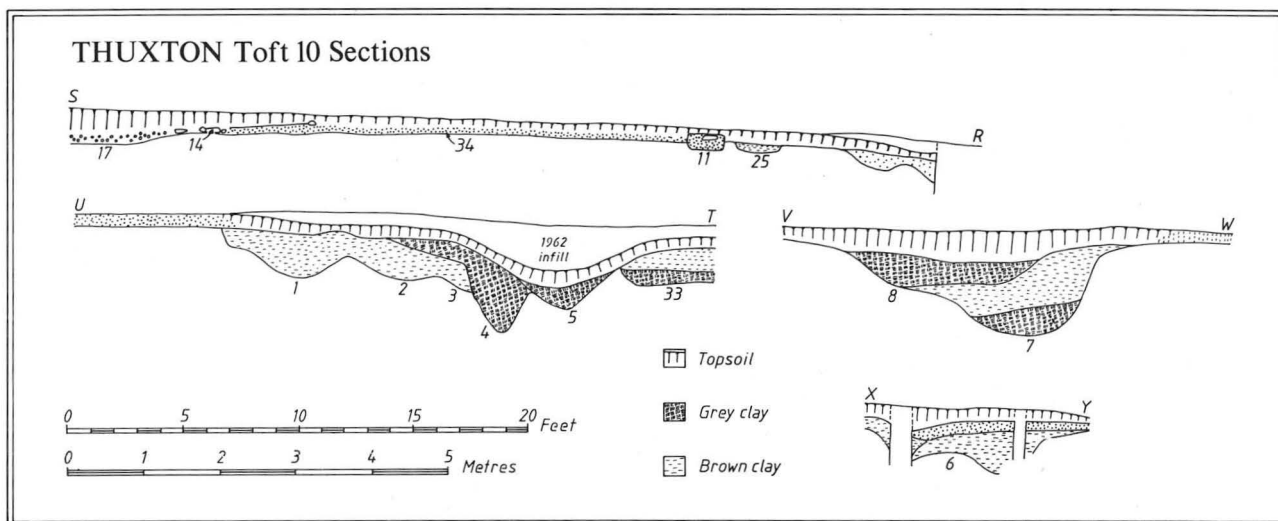 THUXTON Toft 10 Sections
S
R
17
14
34
11
25
U
T
1962
infill
1
2
3
4
5
33
V
W
8
7
Topsoil
Grey clay
Brown clay
X
Y
6
0 5 10 15 20 Feet
0 1 2 3 4 5 Metres